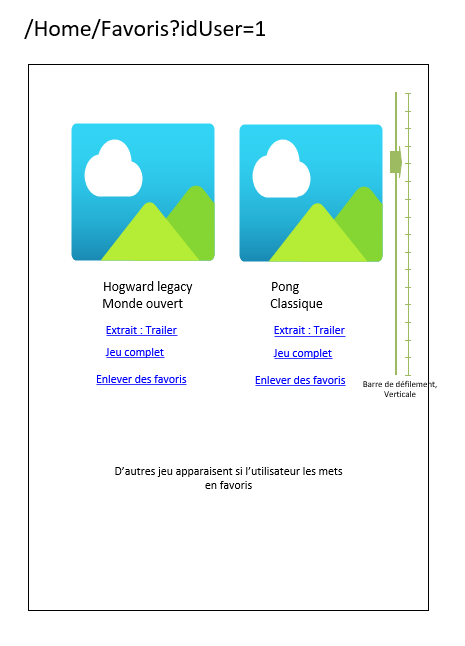 /Home/Favoris?idUser=1
Hogward legacy
Monde ouvert
Extrait : Trailer
Jeu complet
Enlever des favoris
Pong
Classique
Extrait : Trailer
Jeu complet
Enlever des favoris
Barre de défilement,
Verticale
D’autres jeu apparaisent si l’utilisateur les mets
en favoris